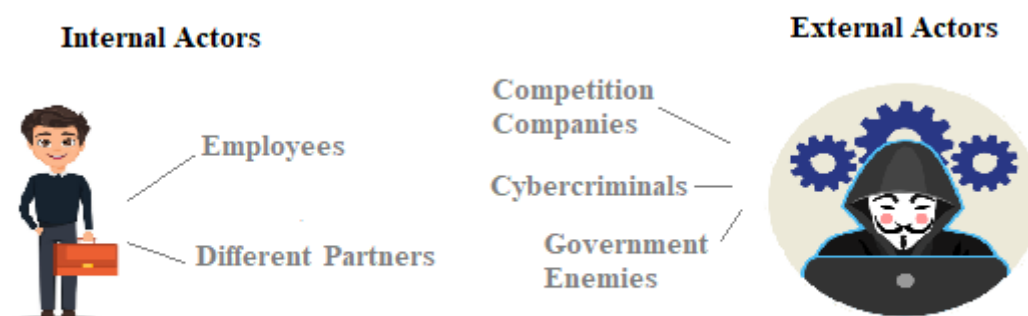 Internal Actors
Employees
Different Partners
External Actors
Competition
Companies
Cybercriminals
Government
Enemies